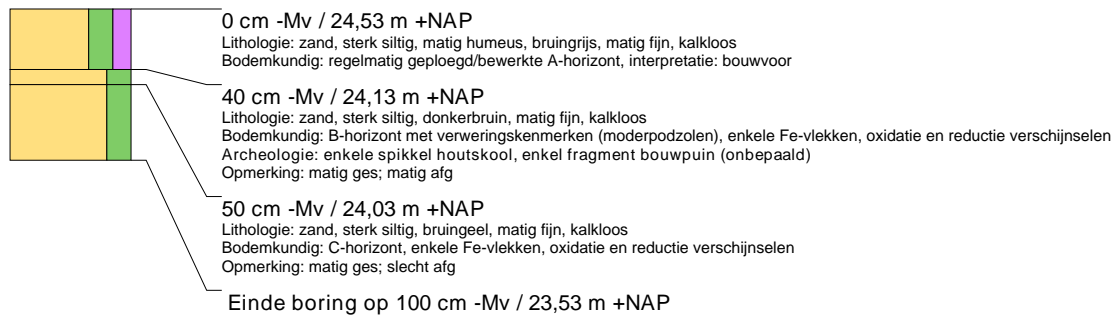 0 cm -Mv / 24,53 m +NAP
Lithologie: zand, sterk siltig, matig humeus, bruingrijs, matig fijn, kalkloos
Bodemkundig: regelmatig geploegd/bewerkte A-horizont, interpretatie: bouwvoor
40 cm -Mv / 24,13 m +NAP
Lithologie: zand, sterk siltig, donkerbruin, matig fijn, kalkloos
Bodemkundig: B-horizont met verweringskenmerken (moderpodzolen), enkele Fe-vlekken, oxidatie en reductie verschijnselen
Archeologie: enkele spikkel houtskool, enkel fragment bouwpuin (onbepaald)
Opmerking: matig ges; matig afg
50 cm -Mv / 24,03 m +NAP
Lithologie: zand, sterk siltig, bruingeel, matig fijn, kalkloos
Bodemkundig: C-horizont, enkele Fe-vlekken, oxidatie en reductie verschijnselen
Opmerking: matig ges; slecht afg
Einde boring op 100 cm -Mv / 23,53 m +NAP